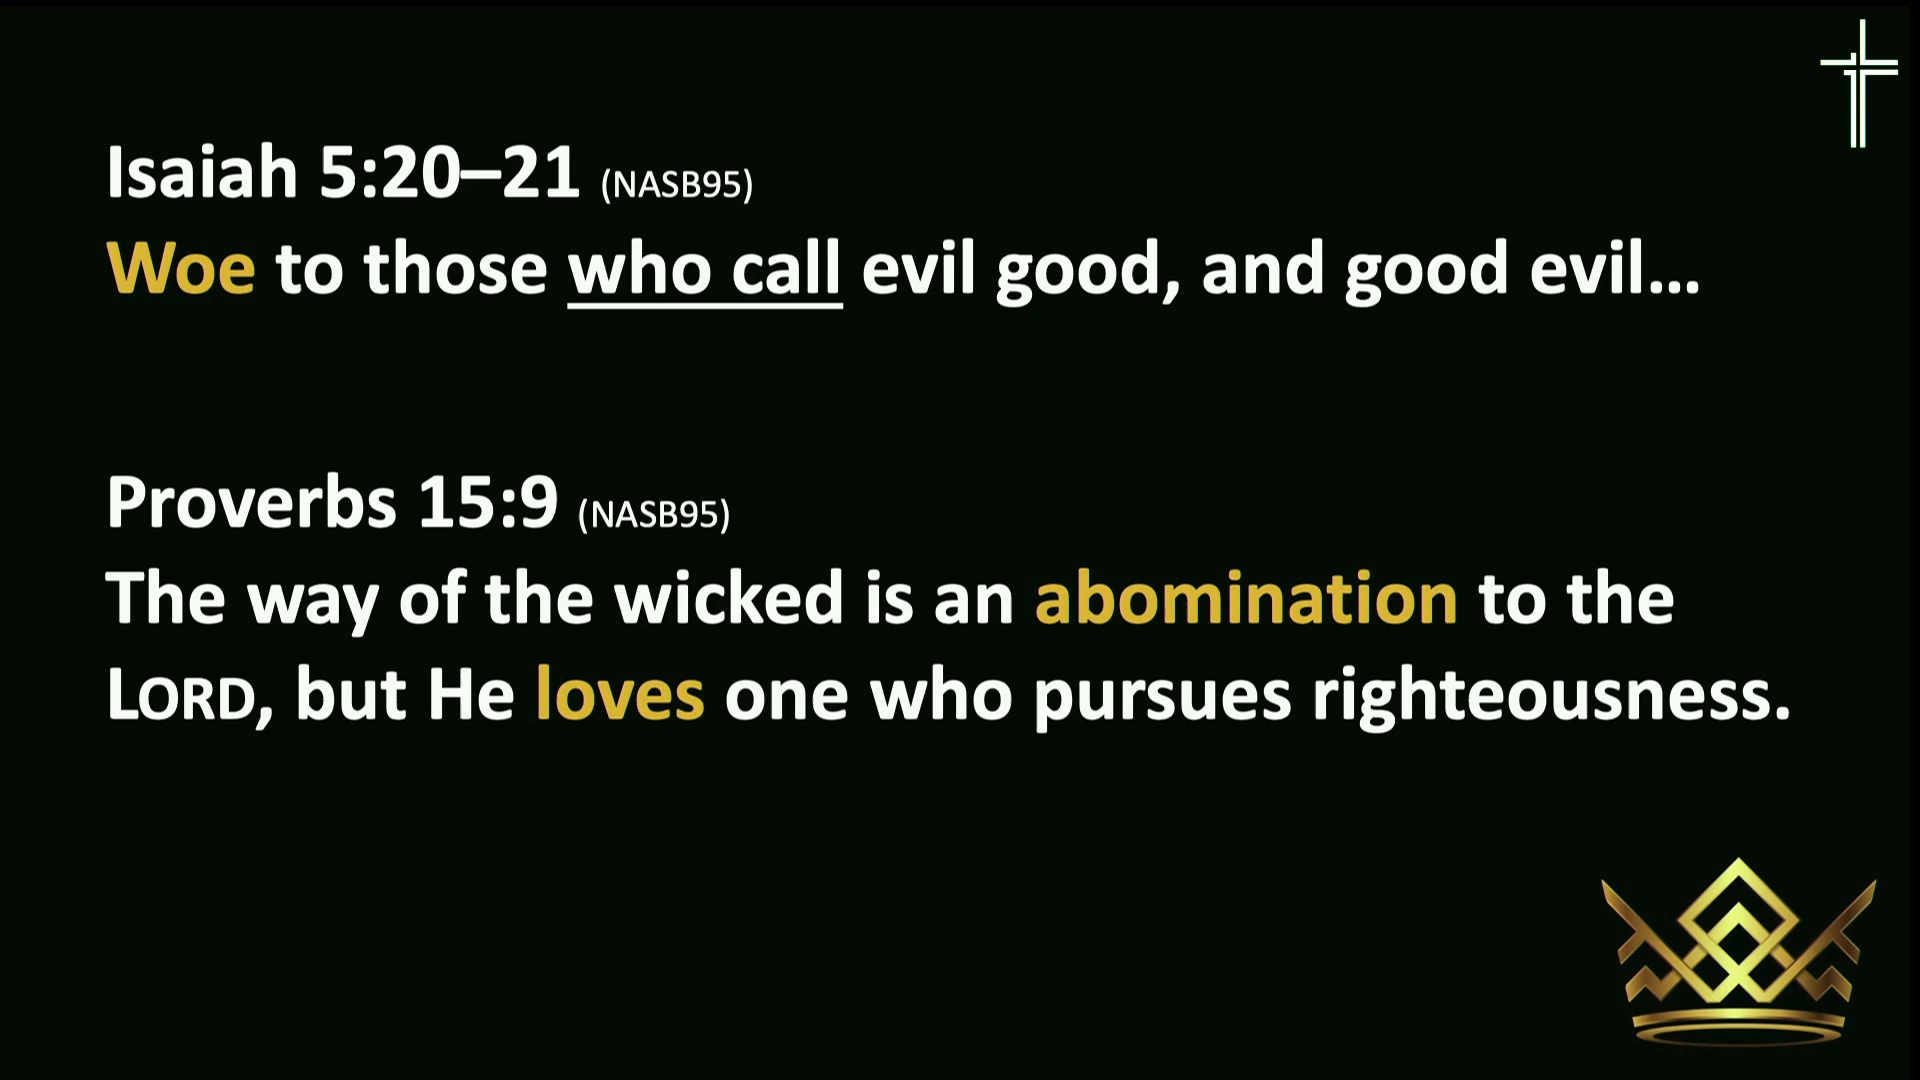 Isaiah 5:20–21 (NASB95)
Woe to those who call evil good, and good evil…
Proverbs 15:9 (NASB95)
The way of the wicked is an abomination to the
LORD, but He loves one who pursues righteousness.